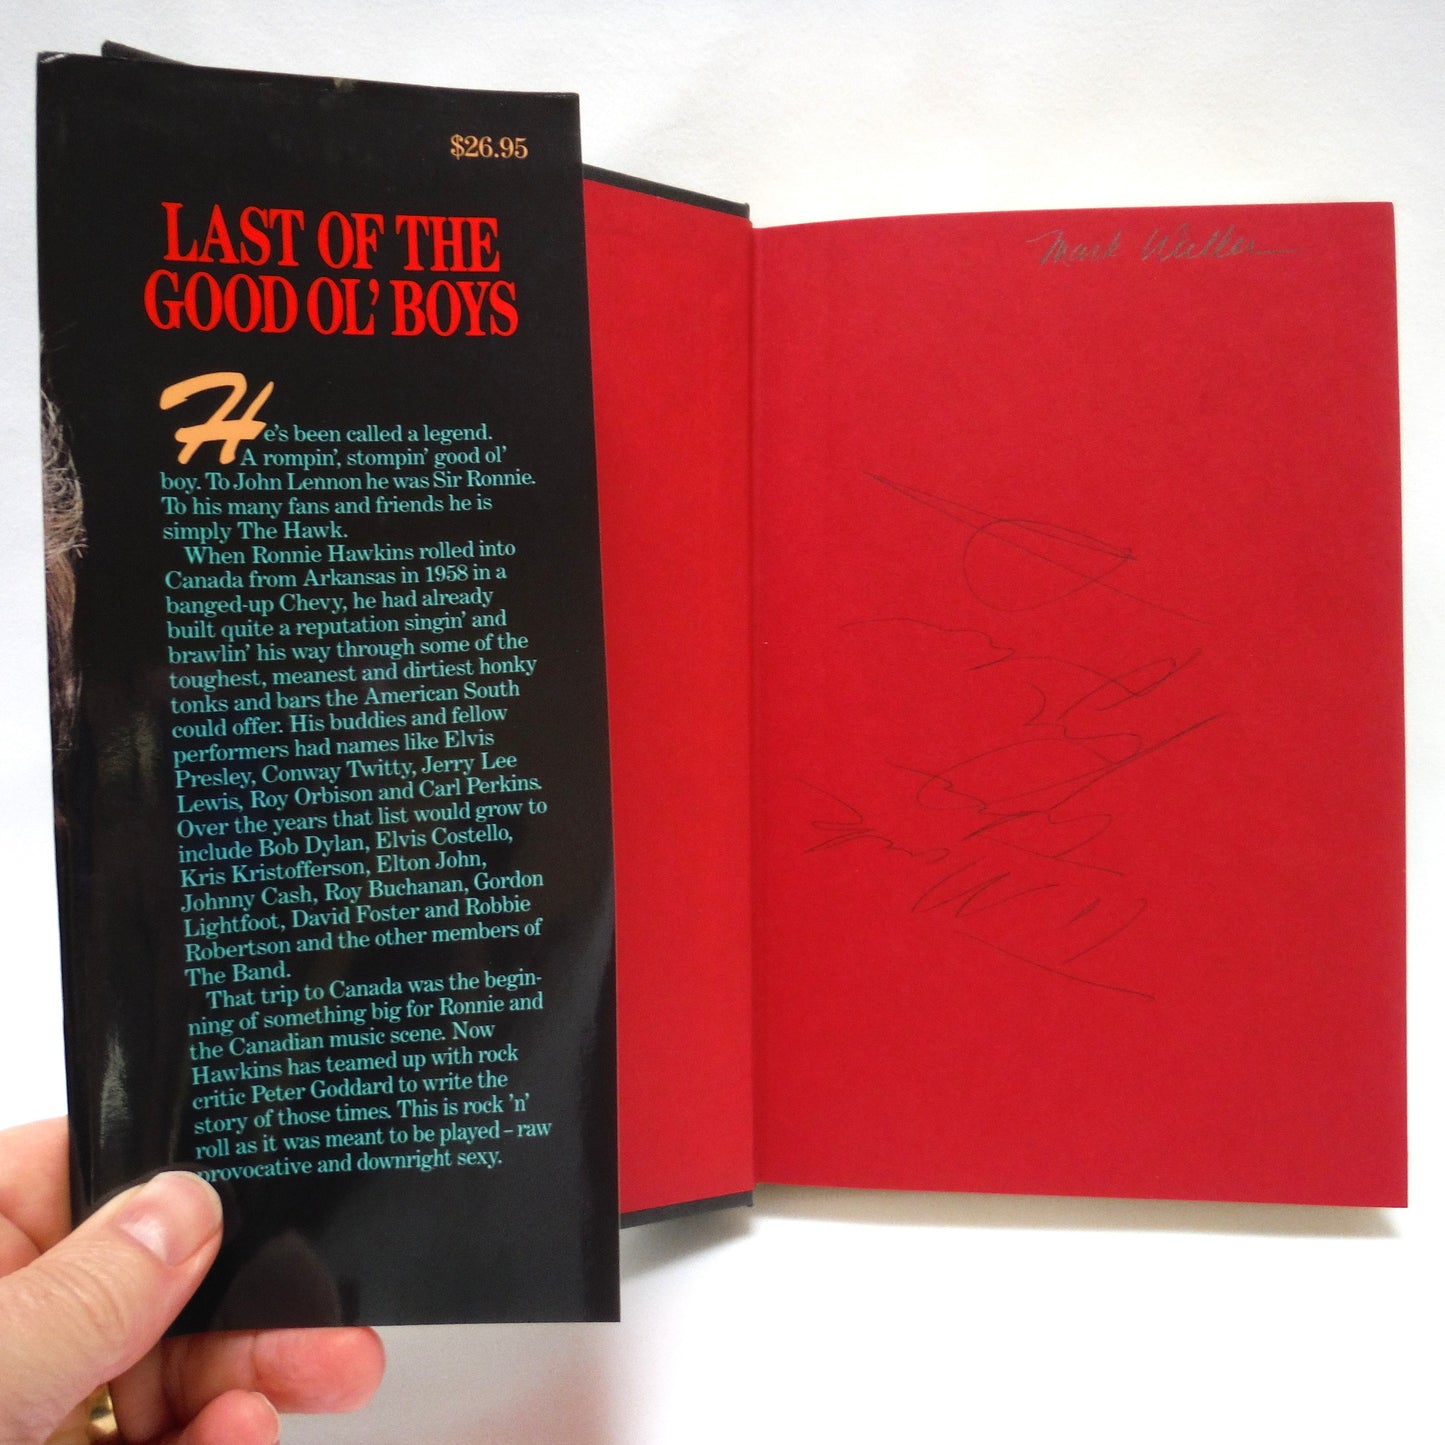 $26.95
LAST OF THE
GOOD OL' BOYS
He's been called a legend.
A rompin', stompin' good ol'
boy. To John Lennon he was Sir Ronnie.
To his many fans and friends he is
simply The Hawk.
When Ronnie Hawkins rolled into
Canada from Arkansas in 1958 in a
banged-up Chevy, he had already
built quite a reputation singin' and
brawlin' his way through some of the
toughest, meanest and dirtiest honky
tonks and bars the American South
could offer. His buddies and fellow
performers had names like Elvis
Presley, Conway Twitty, Jerry Lee
Lewis, Roy Orbison and Carl Perkins.
Over the years that list would grow to
include Bob Dylan, Elvis Costello,
Kris Kristofferson, Elton John,
Johnny Cash, Roy Buchanan, Gordon
Lightfoot, David Foster and Robbie
Robertson and the other members of
The Band.
That trip to Canada was the begin-
ning of something big for Ronnie and
the Canadian music scene. Now
Hawkins has teamed up with rock
critic Peter Goddard to write the
story of those times. This is rock 'n'
roll as it was meant to be played – raw
provocative and downright sexy.
Mark Walker